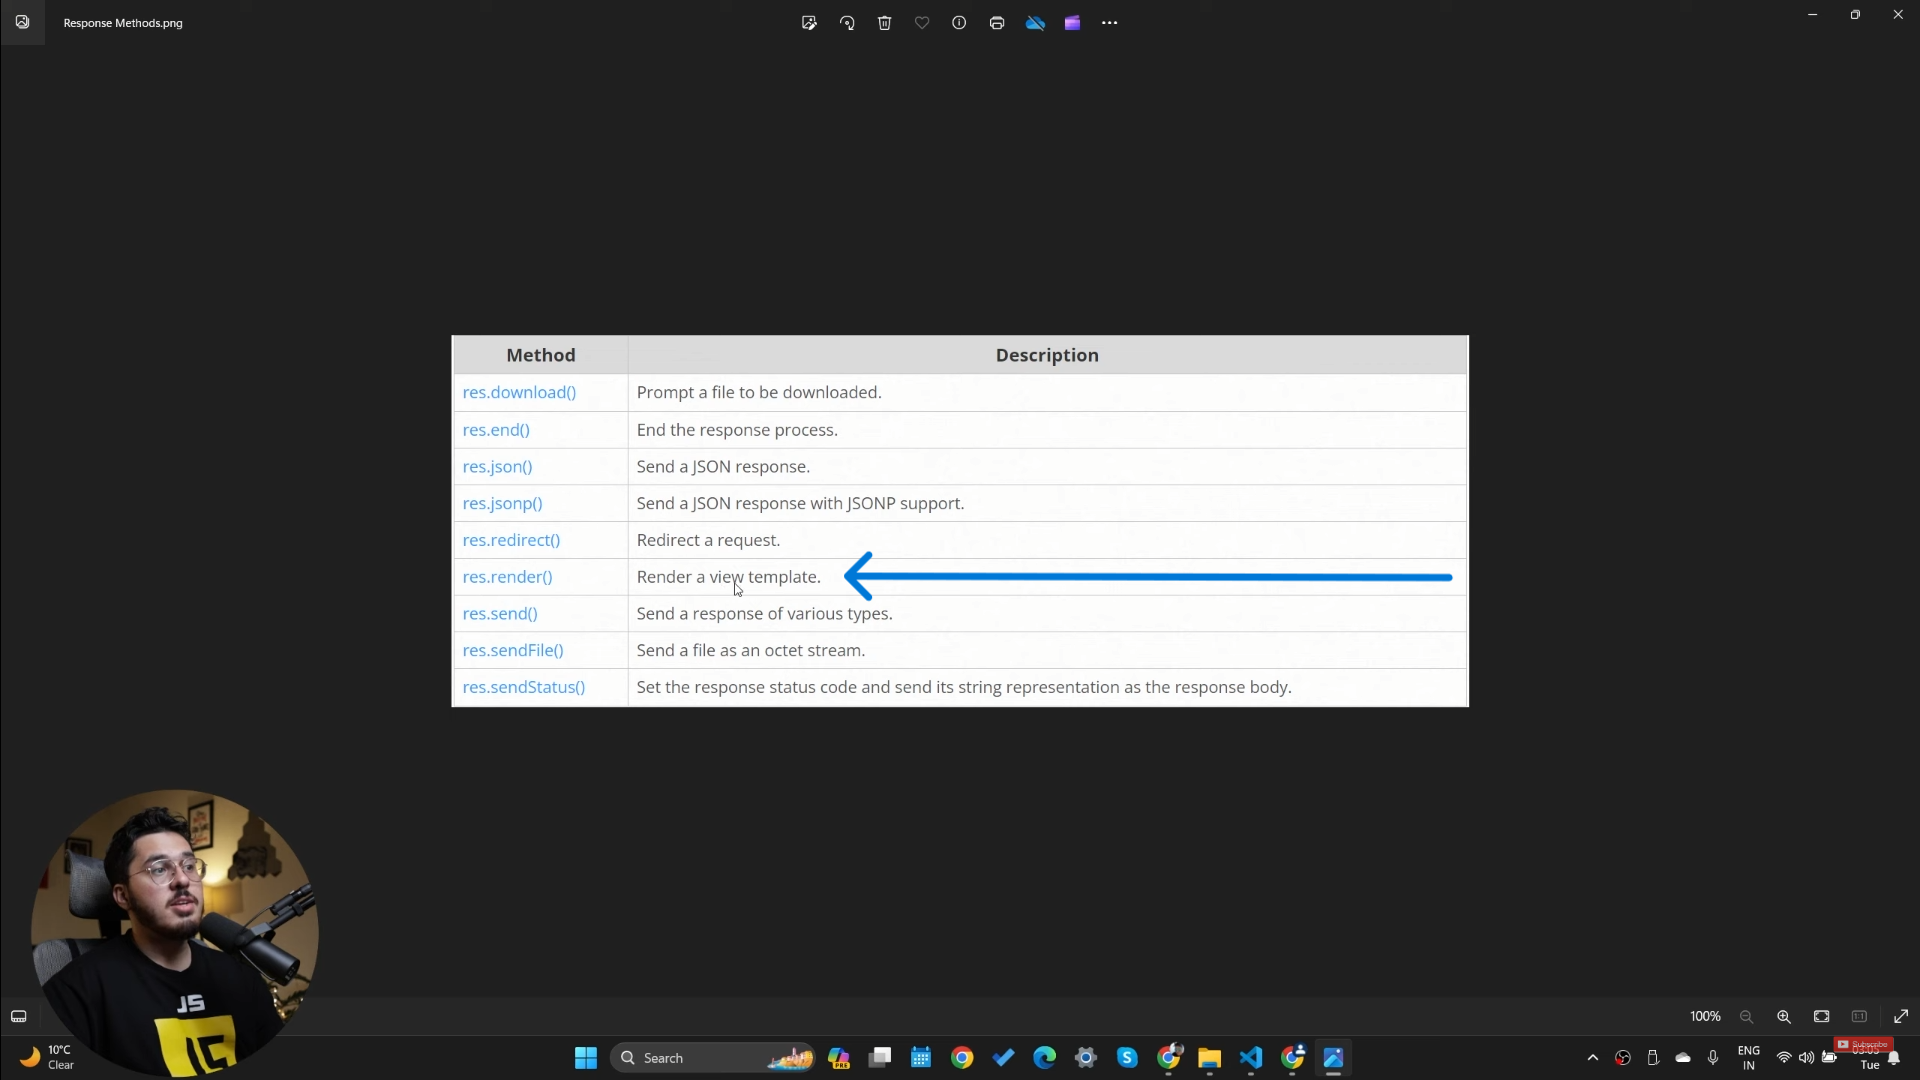 Response Methods.png
Method Description
res.download() Prompt a file to be downloaded.
res.end() End the response process.
res.json() Send a JSON response.
res.jsonp() Send a JSON response with JSONP support.
res.redirect() Redirect a request.
res.render() Render a view template.
res.send() Send a response of various types.
res.sendFile() Send a file as an octet stream.
res.sendStatus() Set the response status code and send its string representation as the response body.
JS
100%
1:1
10°C
Clear
Search
PRE
ENG
IN
Subscribe
Tue